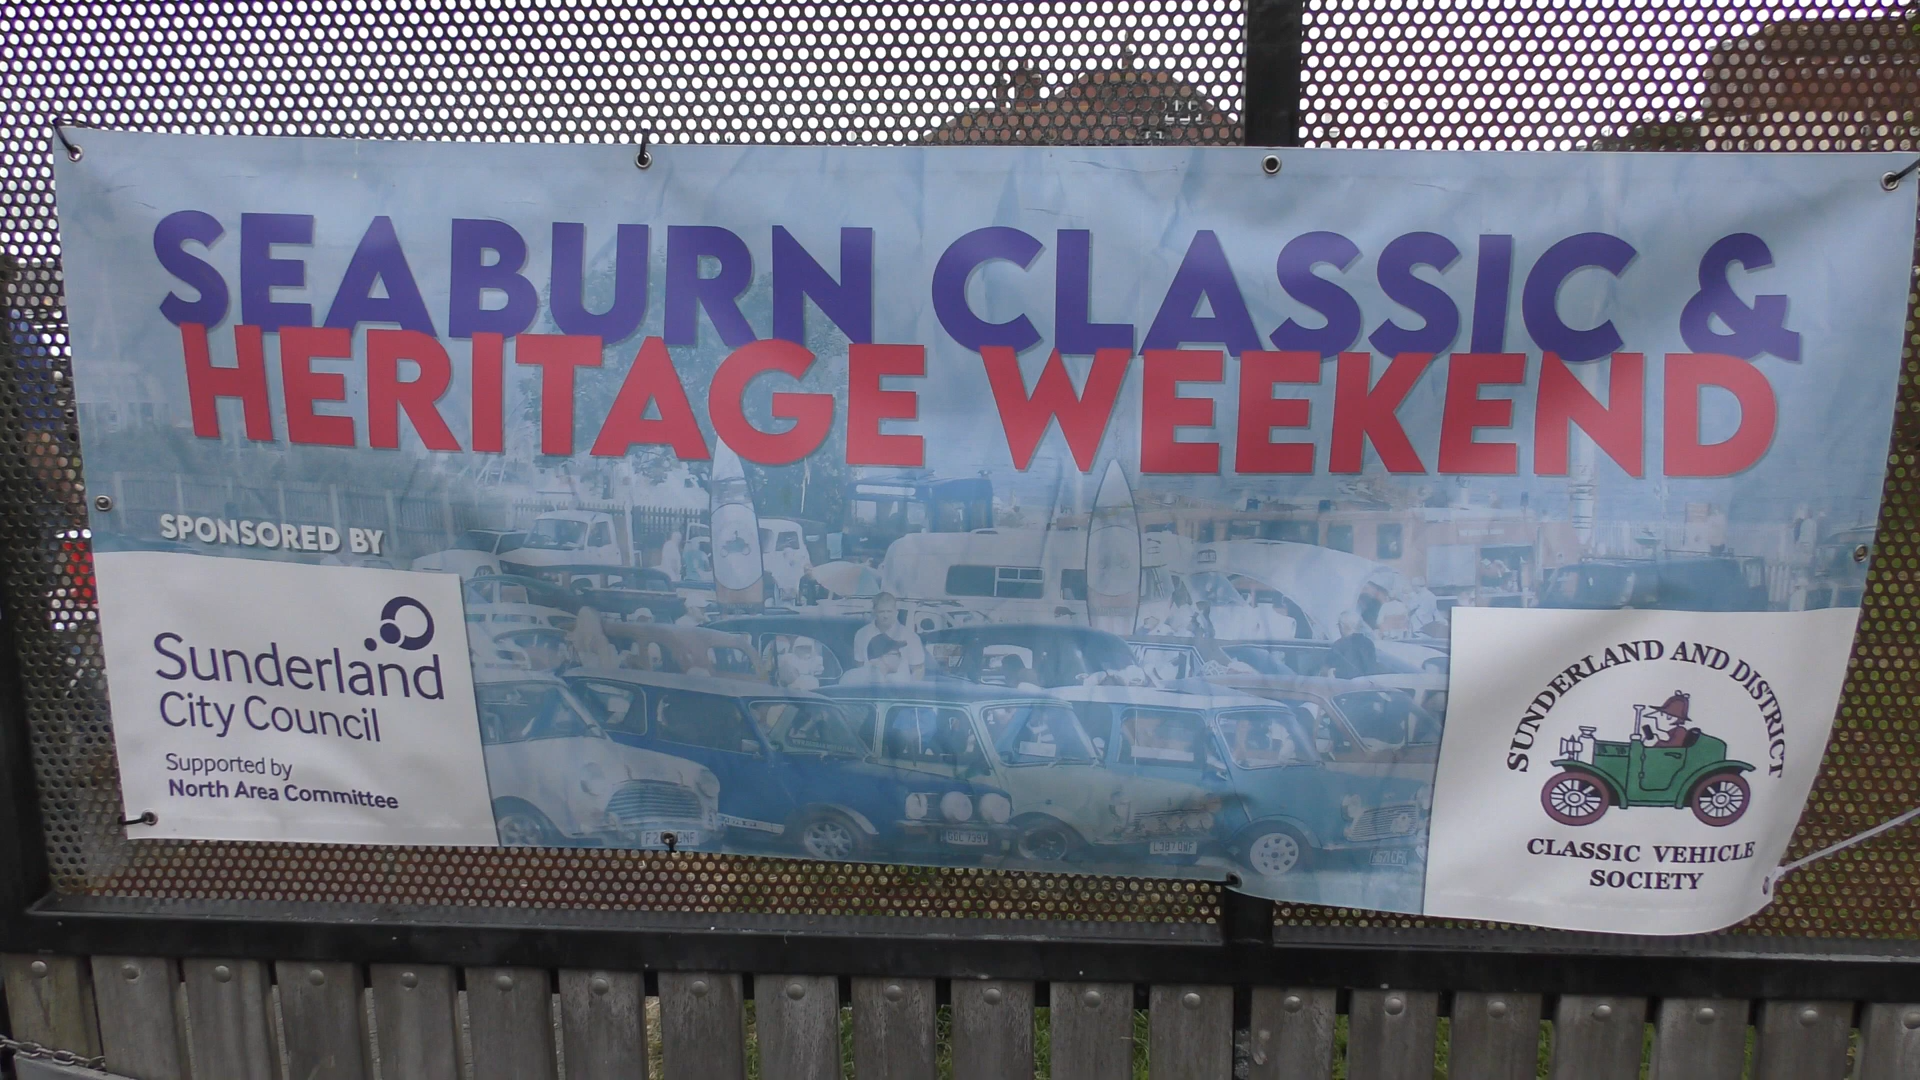 SEABURN CLASSIC &
HERITAGE WEEKEND
SPONSORED BY
Sunderland
City Council
Supported by
North Area Committee
SUNDERLAND AND DISTRICT
CLASSIC VEHICLE
SOCIETY